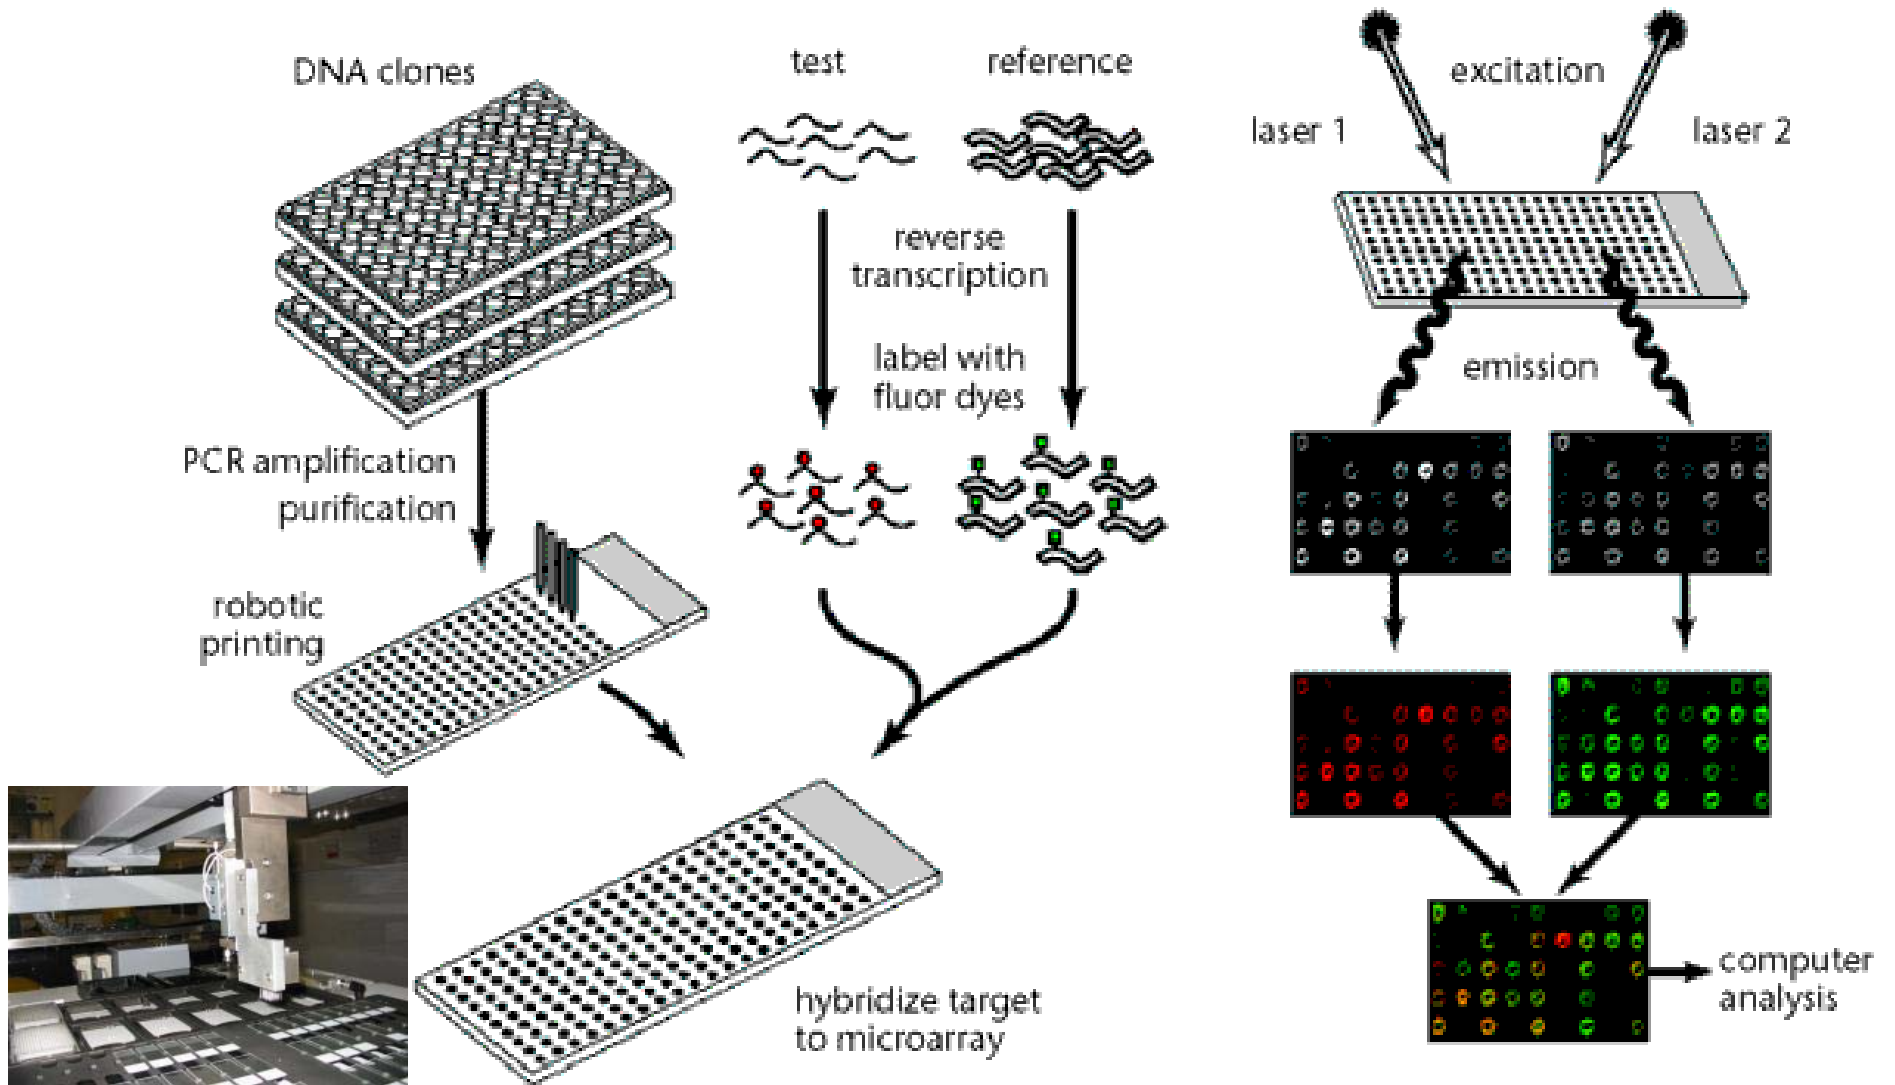 DNA clones
PCR amplification
purification
robotic
printing
test
reference
reverse
transcription
label with
fluor dyes
hybridize target
to microarray
excitation
laser 1
laser 2
emission
computer
analysis